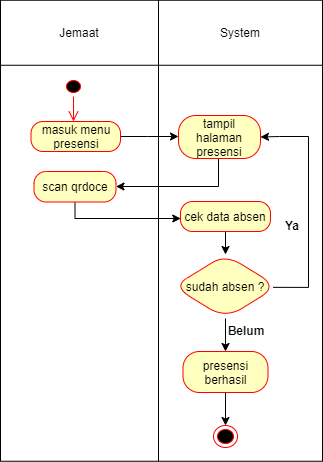 Jemaat
System
masuk menu
presensi
tampil
halaman
presensi
scan qrdoce
cek data absen
Ya
sudah absen ?
Belum
presensi
berhasil